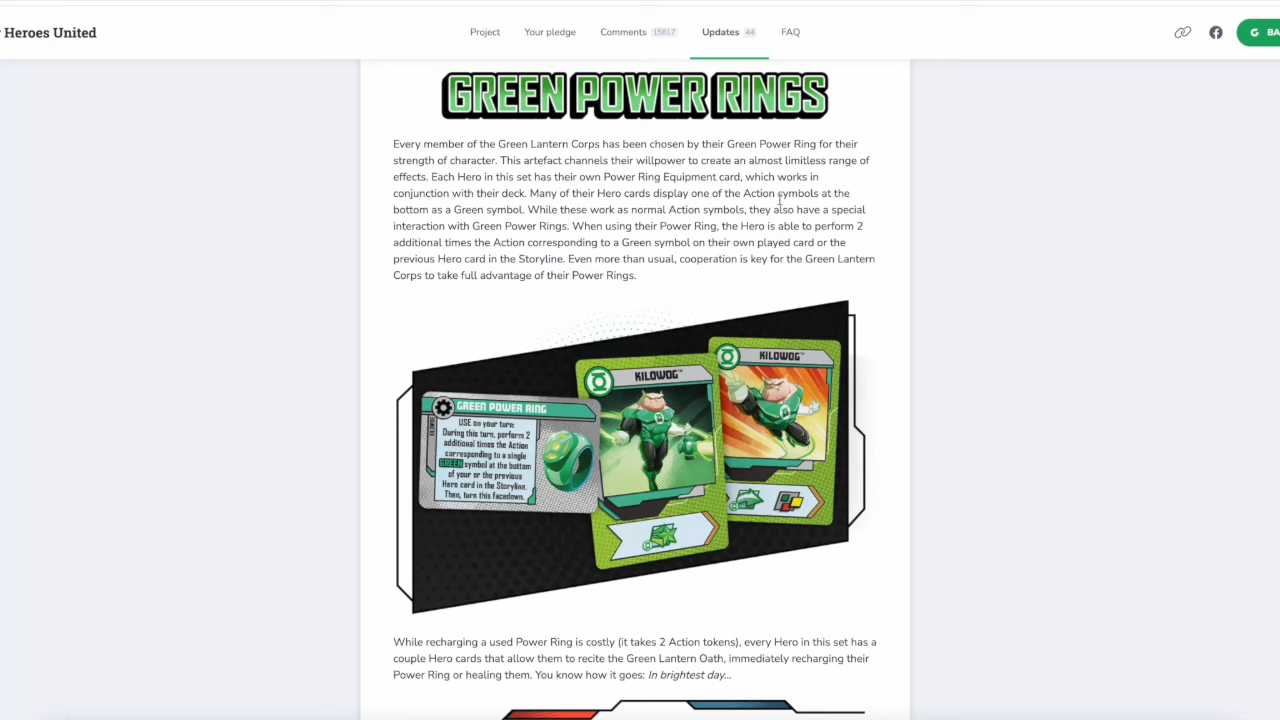 Heroes United
Project
Your pledge
Comments 15617
Updates 44
FAQ
BA
GREEN POWER RINGS
Every member of the Green Lantern Corps has been chosen by their Green Power Ring for their
strength of character. This artefact channels their willpower to create an almost limitless range of
effects. Each Hero in this set has their own Power Ring Equipment card, which works in
conjunction with their deck. Many of their Hero cards display one of the Action symbols at the
bottom as a Green symbol. While these work as normal Action symbols, they also have a special
interaction with Green Power Rings. When using their Power Ring, the Hero is able to perform 2
additional times the Action corresponding to a Green symbol on their own played card or the
previous Hero card in the Storyline. Even more than usual, cooperation is key for the Green Lantern
Corps to take full advantage of their Power Rings.
KILOWOG™
KILOWOG™
GREEN POWER RING
USE on your turn:
During this turn, perform 2
additional times the Action
corresponding to a single
GREEN symbol at the bottom
of your or the previous
Hero card in the Storyline.
Then, turn this facedown.
While recharging a used Power Ring is costly (it takes 2 Action tokens), every Hero in this set has a
couple Hero cards that allow them to recite the Green Lantern Oath, immediately recharging their
Power Ring or healing them. You know how it goes: In brightest day...